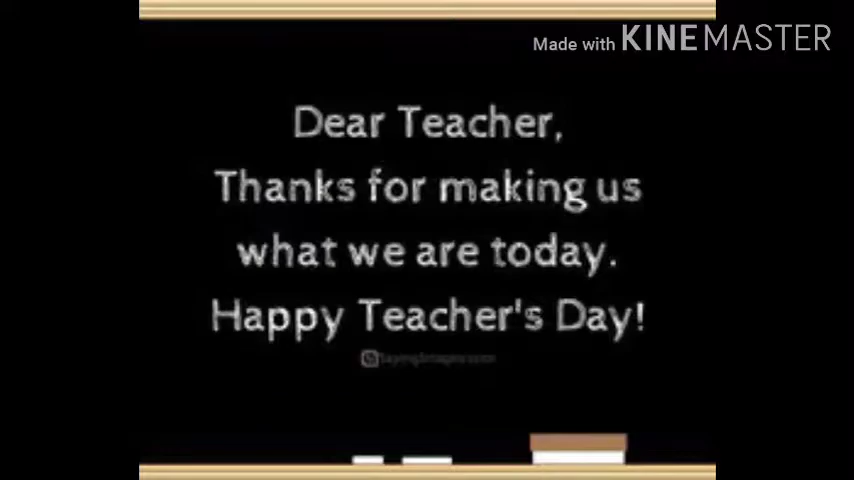 Made with KINEMASTER
Dear Teacher,
Thanks for making us
what we are today.
Happy Teacher's Day!